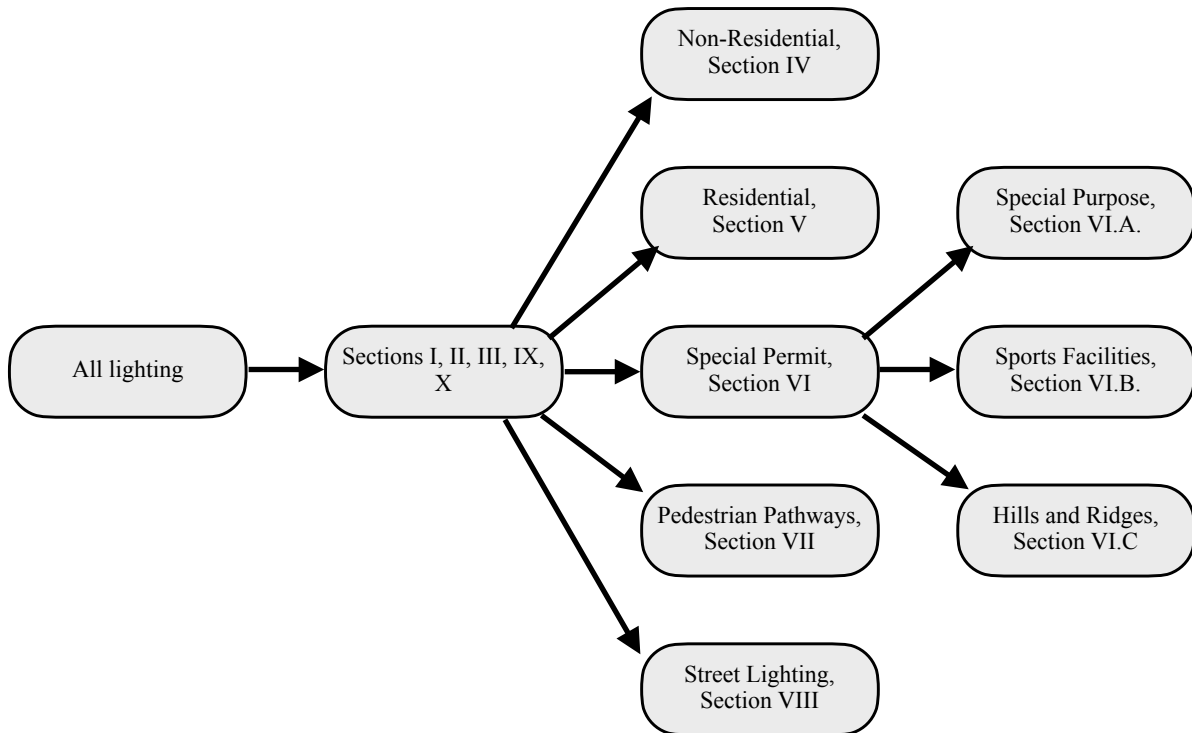 Non-Residential,
Section IV
Residential,
Section V
Special Purpose,
Section VI.A.
All lighting
Sections I, II, III, IX,
X
Special Permit,
Section VI
Sports Facilities,
Section VI.B.
Pedestrian Pathways,
Section VII
Hills and Ridges,
Section VI.C
Street Lighting,
Section VIII